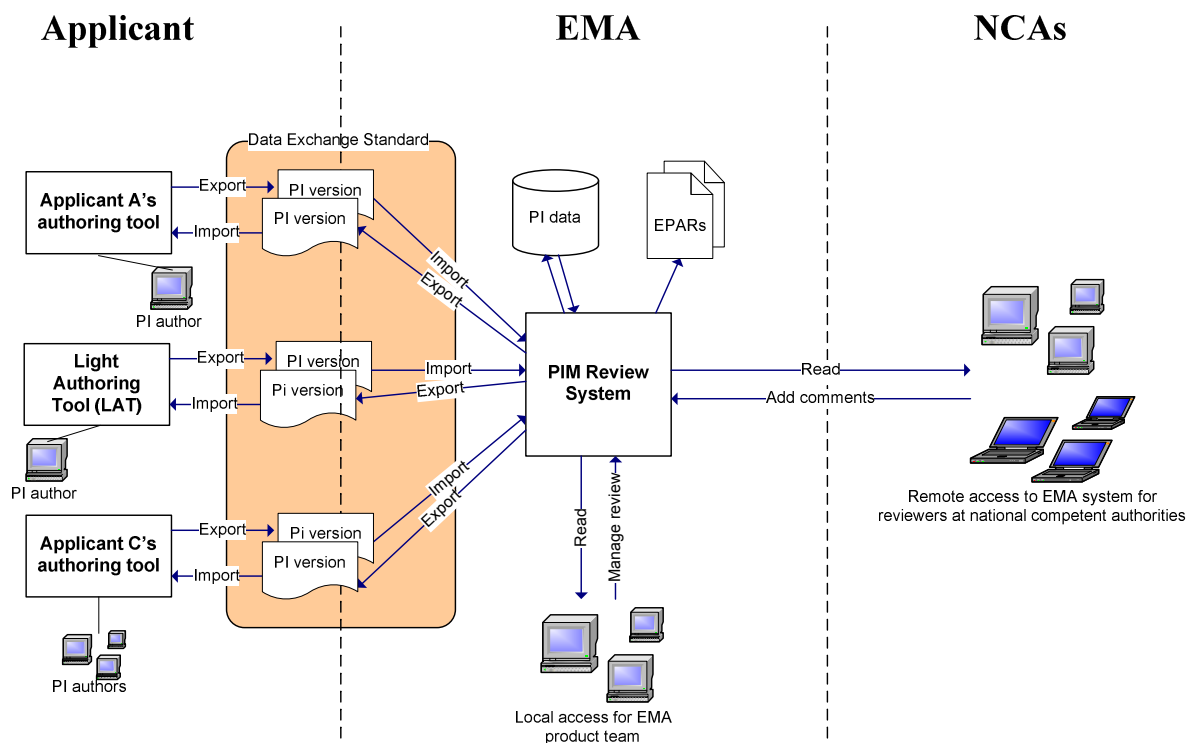 Applicant
EMA
NCAs
Data Exchange Standard
Applicant A's
authoring tool
Export
Import
PI version
PI version
PI author
Import
Export
PI data
EPARs
Light
Authoring
Tool (LAT)
Export
Import
PI version
Pi version
PI author
Import
Export
PIM Review
System
Read
Add comments
Remote access to EMA system for
reviewers at national competent authorities
Applicant C's
authoring tool
Export
Import
Pi version
PI version
PI authors
Import
Export
Read
Manage review
Local access for EMA
product team